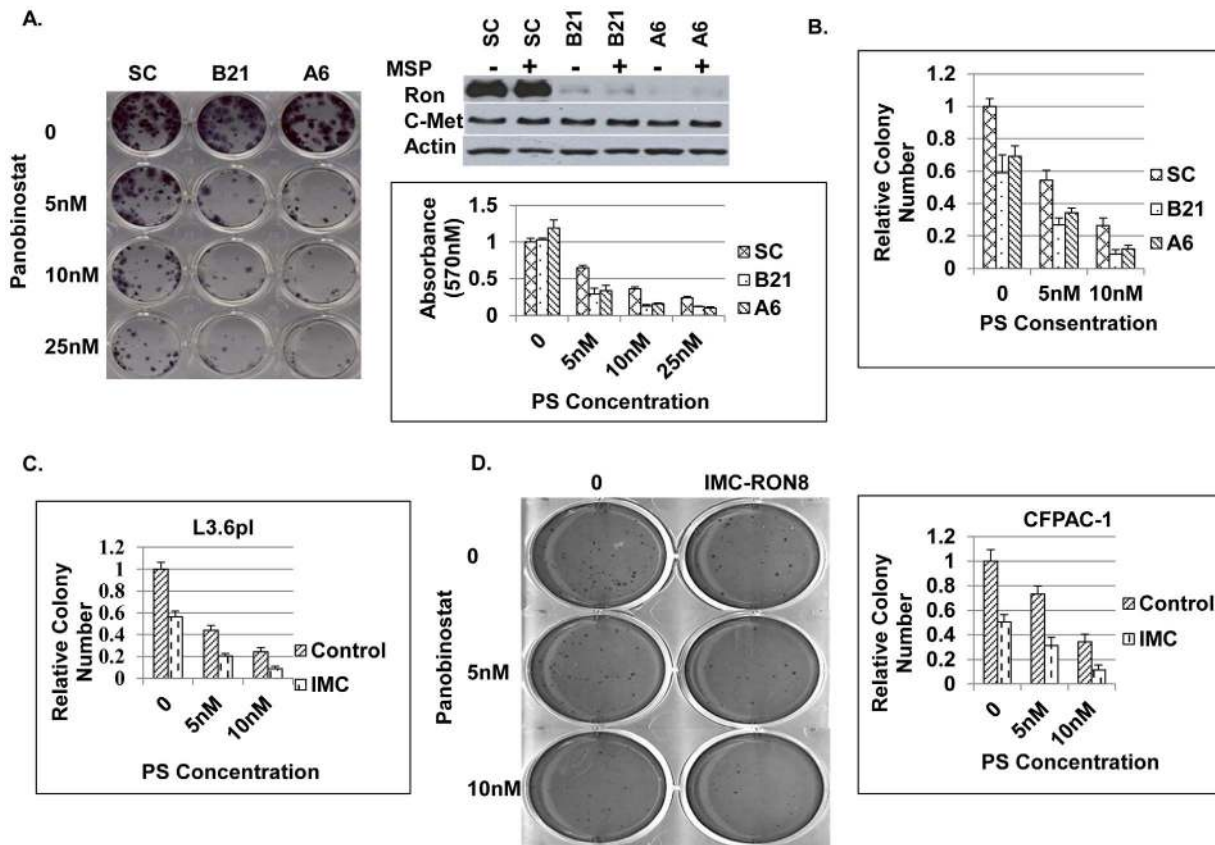 A.
SC B21 A6
Panobinostat
0
5nM
10nM
25nM
SC SC B21 B21 A6 A6
MSP - + - + - +
Ron
C-Met
Actin
Absorbance
(570nM)
1.5
1
0.5
0
0 5nM 10nM 25nM
PS Concentration
SC
B21
A6
B.
Relative Colony
Number
1.2
1
0.8
0.6
0.4
0.2
0
0 5nM 10nM
PS Consentration
SC
B21
A6
C.
L3.6pl
Relative Colony
Number
1.2
1
0.8
0.6
0.4
0.2
0
0 5nM 10nM
PS Concentration
Control
IMC
D.
0 IMC-RON8
Panobinostat
0
5nM
10nM
CFPAC-1
Relative Colony
Number
1.2
1
0.8
0.6
0.4
0.2
0
0 5nM 10nM
PS Concentration
Control
IMC